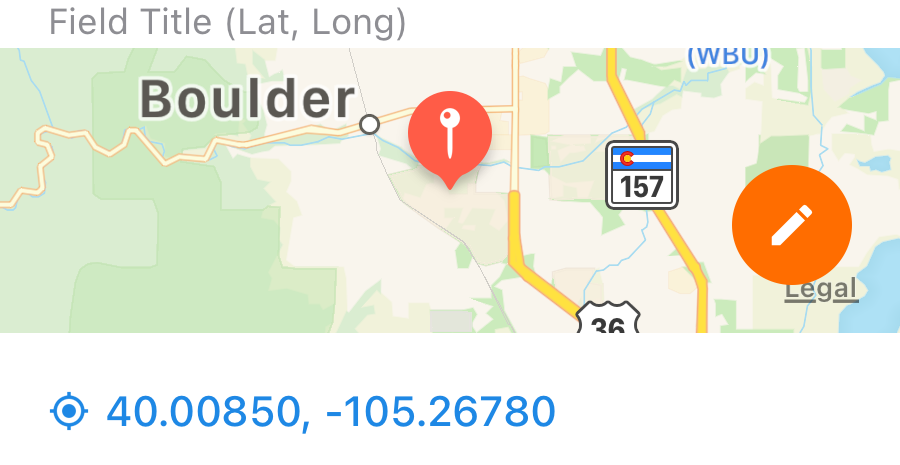 Field Title (Lat, Long)
(WBU)
Boulder
157
Legal
36
40.00850, -105.26780